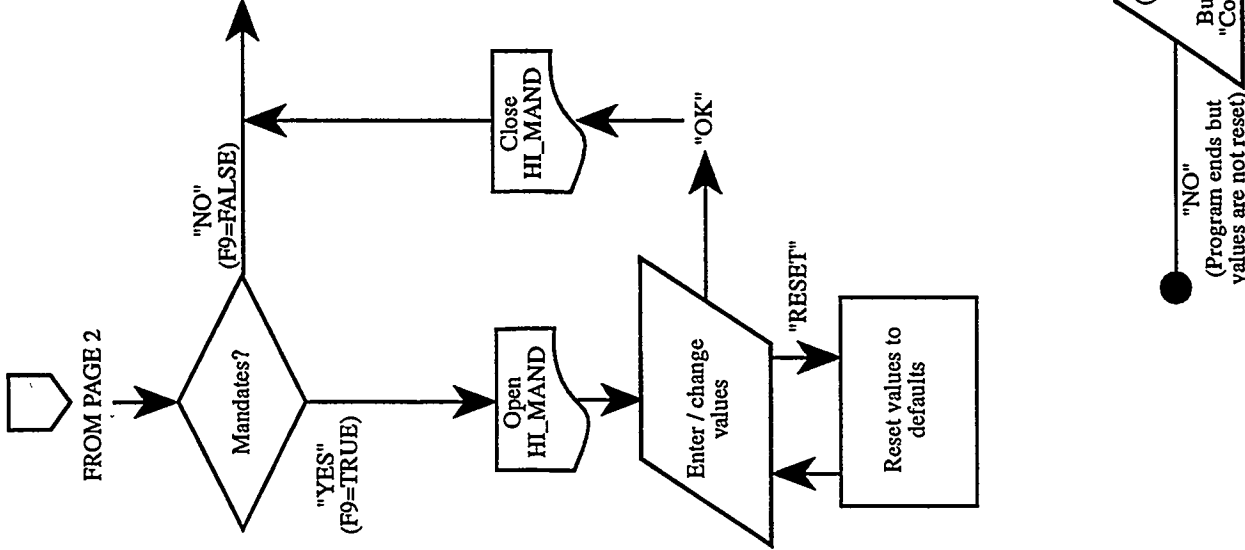 FROM PAGE 2
Mandates?
"NO"
(F9=FALSE)
"YES"
(F9=TRUE)
Open
HI_MAND
Close
HI_MAND
Enter / change
values
"OK"
"RESET"
Reset values to
defaults
"NO"
(Program ends but
values are not reset)